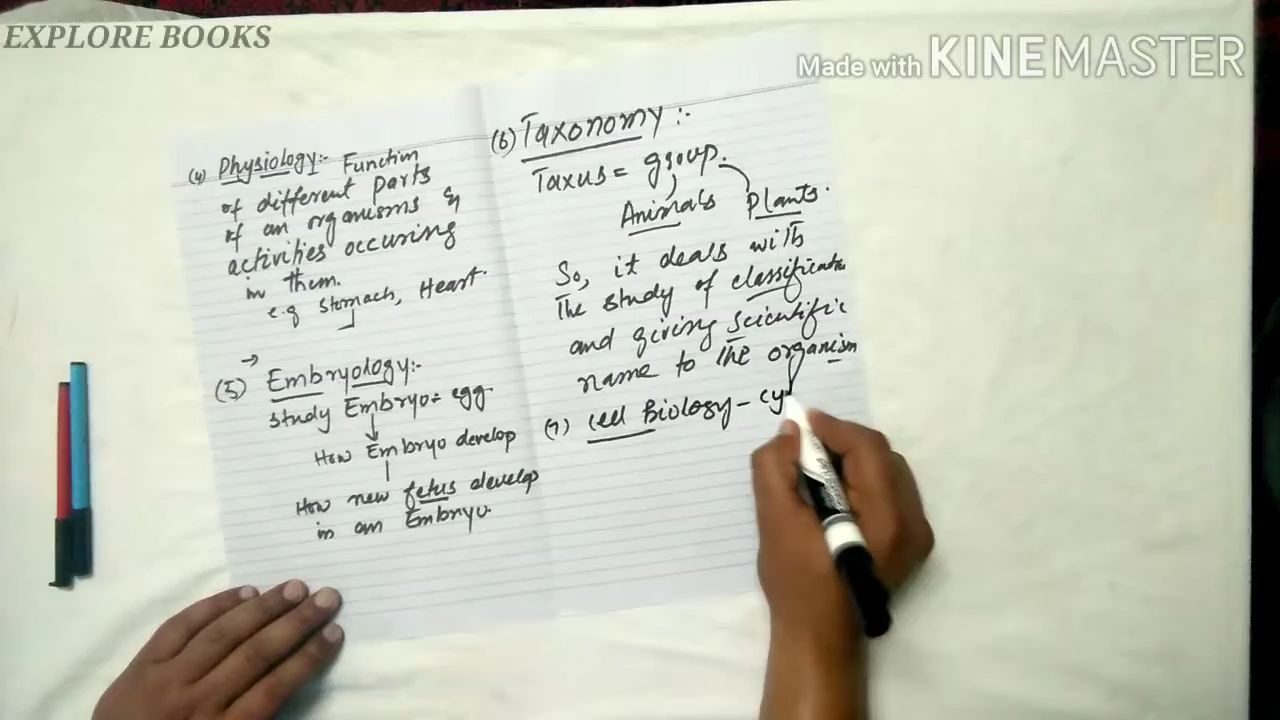 EXPLORE BOOKS
Made with KINEMASTER
(4) Physiology:- Function
of different parts
of an organisms &
activities occuring
in them.
e.g stomach, Heart.
→
(5) Embryology:-
study Embryo = egg.
How Embryo develop
How new fetus develop
in an Embryo.
(6) Taxonomy :-
Taxus = group.
Animals Plants.
So, it deals with
The study of classification
and giving Scientific
name to the organism
(7) Cell Biology - Cy